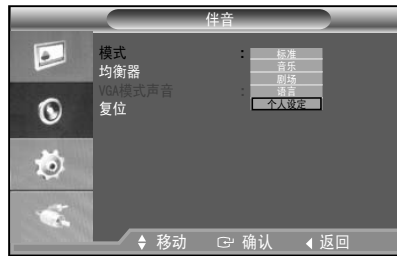 伴音
模式 : 标准
音乐
剧场
语言
个人设定
均衡器
VGA模式声音 :
复位
移动 确认 返回